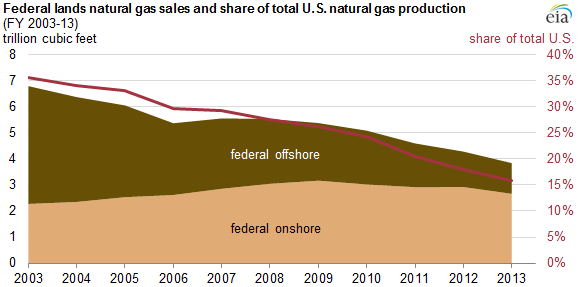 Federal lands natural gas sales and share of total U.S. natural gas production
(FY 2003-13)
trillion cubic feet
eia
share of total U.S.
8 40%
7 35%
6 30%
5 25%
4 20%
3 15%
2 10%
1 5%
0 0%
federal offshore
federal onshore
2003 2004 2005 2006 2007 2008 2009 2010 2011 2012 2013